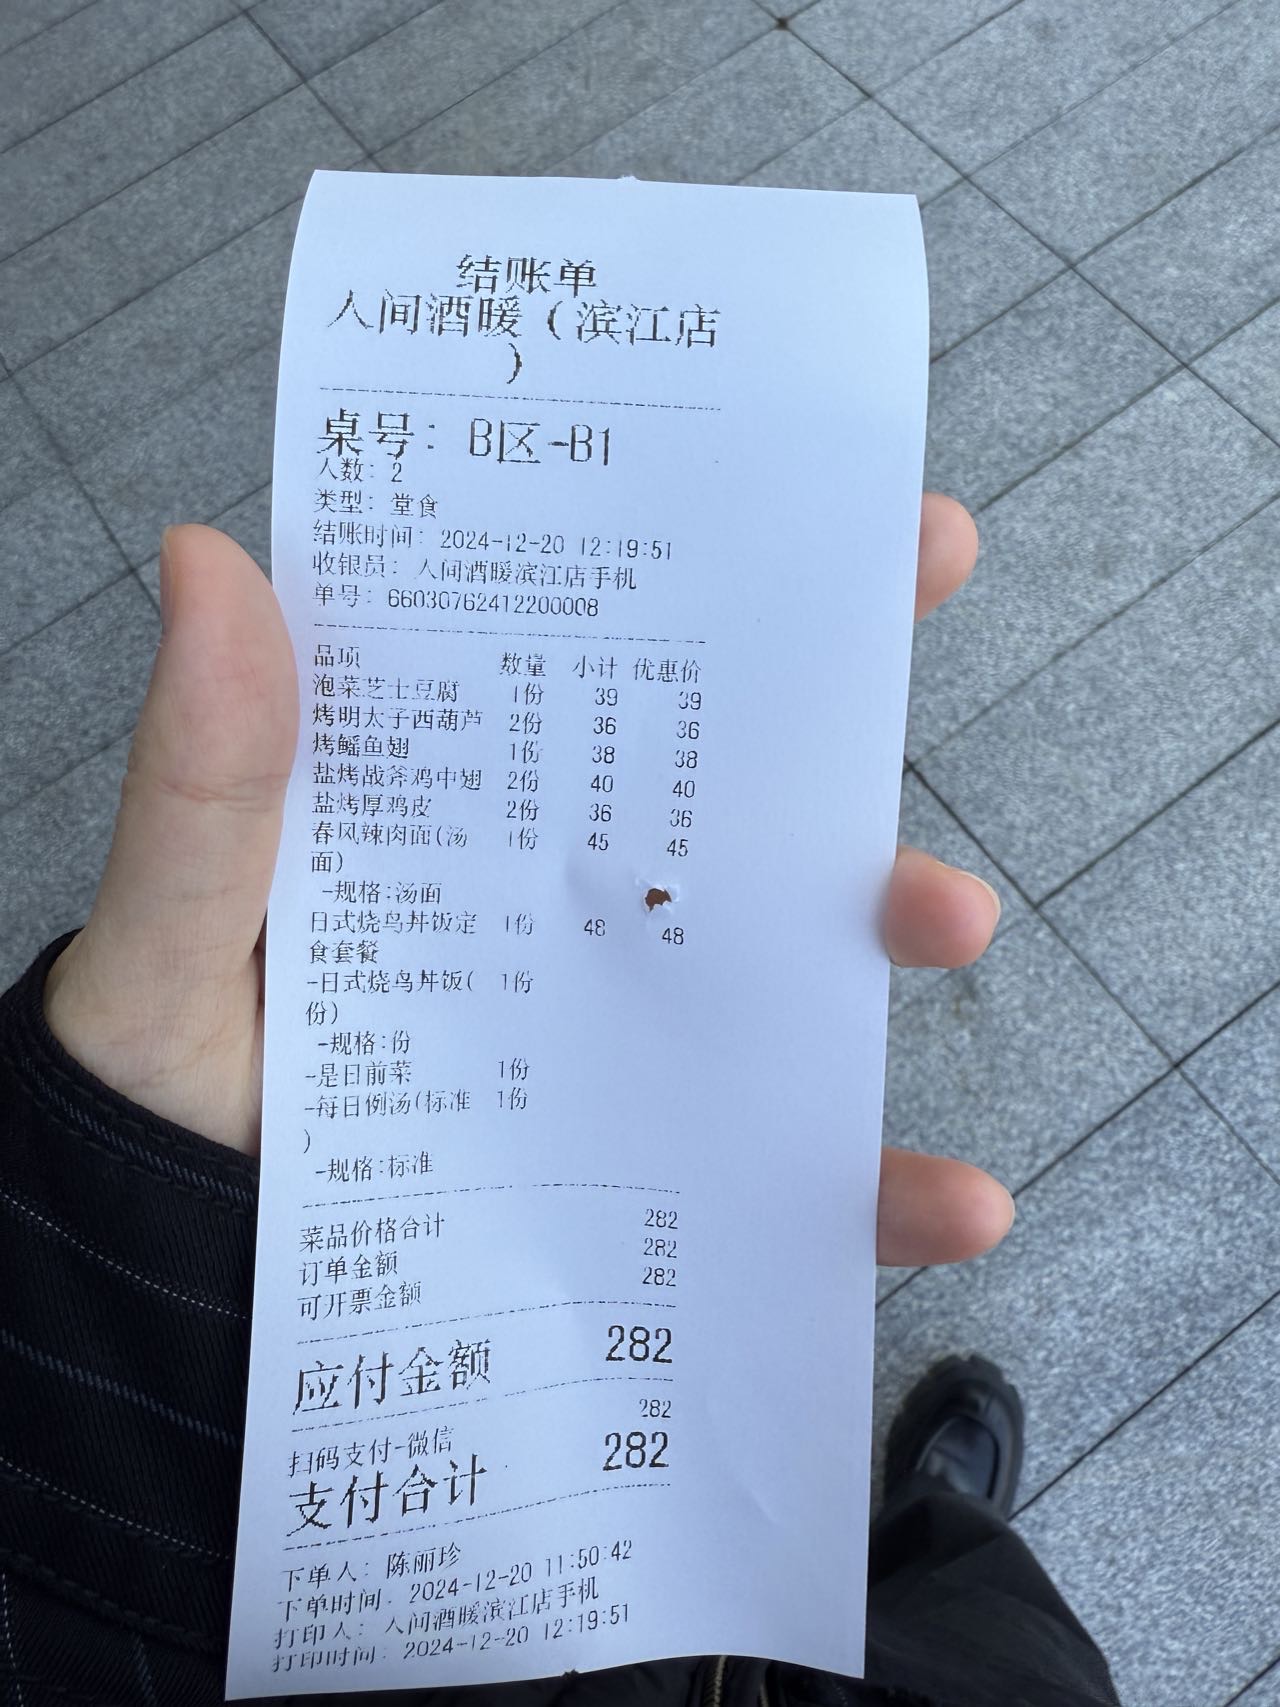 结账单
人间酒暖（滨江店
）
桌号：B区-B1
人数：2
类型：堂食
结账时间：2024-12-20 12:19:51
收银员：人间酒暖滨江店手机
单号：66030762412200008
品项 数量 小计 优惠价
泡菜芝士豆腐 1份 39 39
烤明太子西葫芦 2份 36 36
烤鳐鱼翅 1份 38 38
盐烤战斧鸡中翅 2份 40 40
盐烤厚鸡皮 2份 36 36
春风辣肉面(汤 1份 45 45
面)
-规格:汤面
日式烧鸟丼饭定 1份 48 48
食套餐
-日式烧鸟丼饭( 1份
份)
-规格:份
-是日前菜 1份
-每日例汤(标准 1份
)
-规格:标准
菜品价格合计 282
订单金额 282
可开票金额 282
应付金额 282
扫码支付-微信 282
支付合计 282
下单人：陈丽珍
下单时间：2024-12-20 11:50:42
打印人：人间酒暖滨江店手机
打印时间：2024-12-20 12:19:51